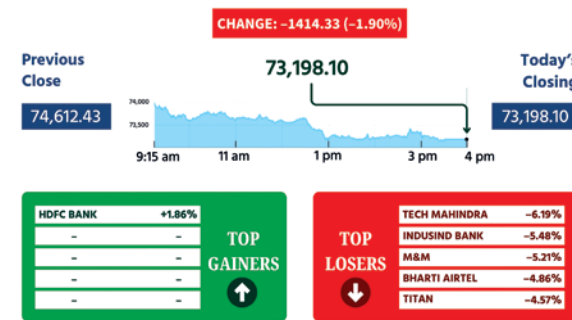 CHANGE: –1414.33 (–1.90%)
Previous
Close
74,612.43
73,198.10
Today's
Closing
73,198.10
74,000
73,500
9:15 am 11 am 1 pm 3 pm 4 pm
HDFC BANK +1.86%
– –
– –
– –
– –
TOP
GAINERS
TOP
LOSERS
TECH MAHINDRA –6.19%
INDUSIND BANK –5.48%
M&M –5.21%
BHARTI AIRTEL –4.86%
TITAN –4.57%